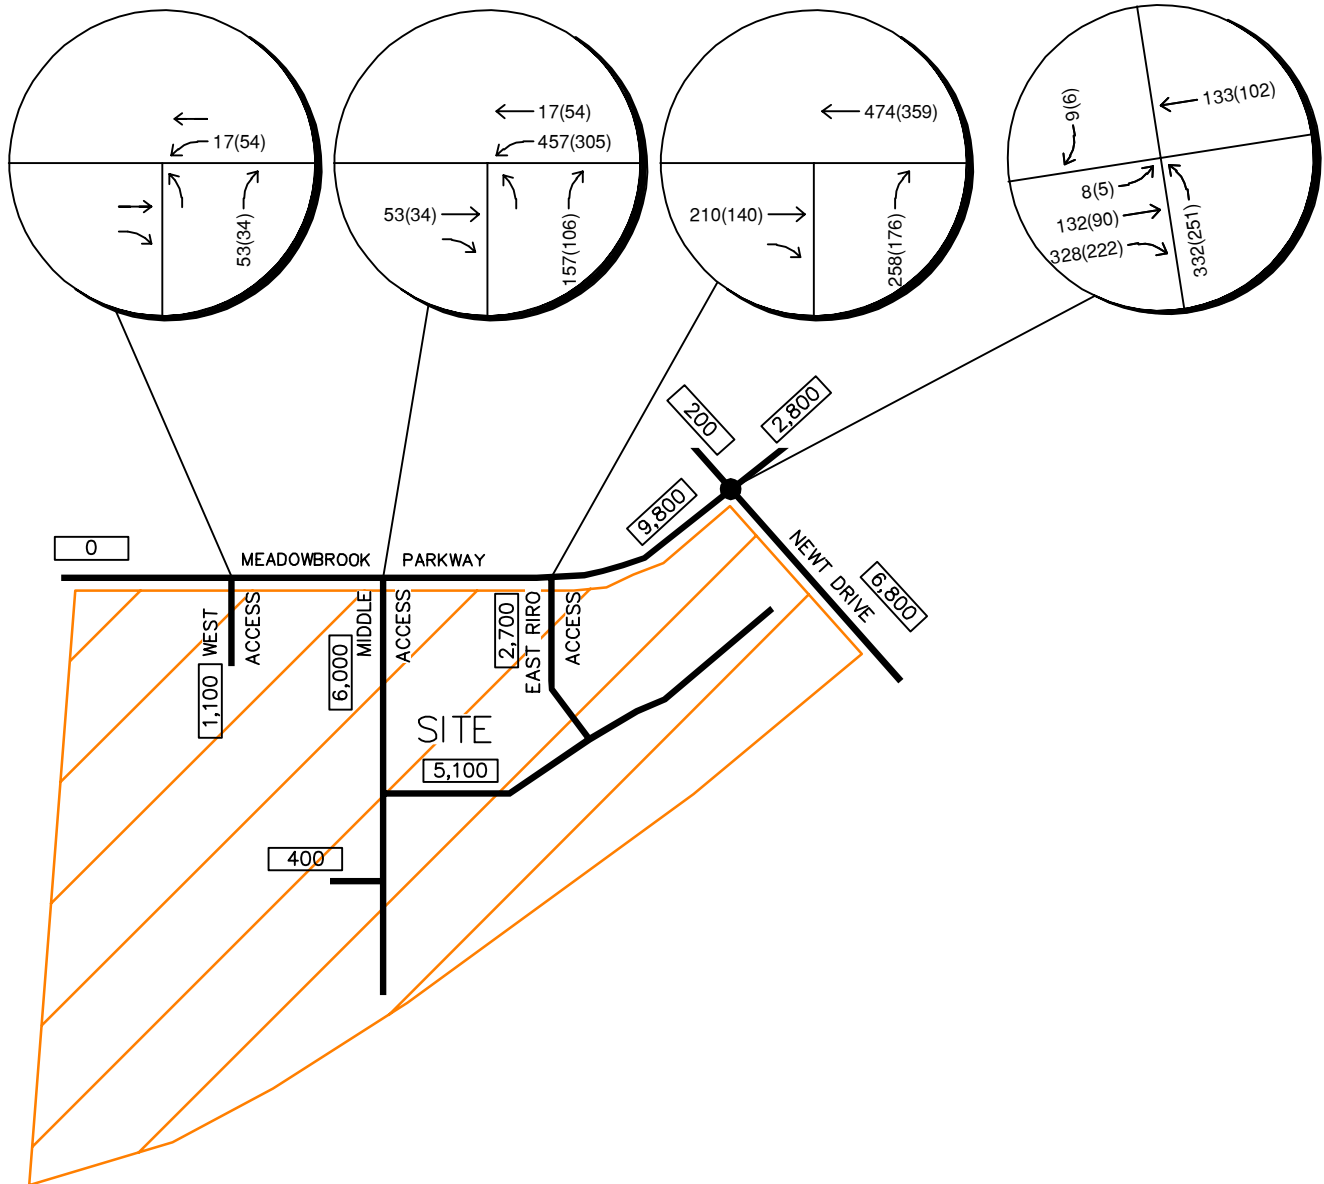 17(54)
53(34)
17(54)
457(305)
53(34)
157(106)
474(359)
210(140)
258(176)
9(6)
133(102)
8(5)
132(90)
328(222)
332(251)
200
2,800
9,800
0
MEADOWBROOK PARKWAY
NEWT DRIVE
6,800
WEST
ACCESS
1,100
MIDDLE
ACCESS
6,000
EAST RIRO
ACCESS
2,700
SITE
5,100
400